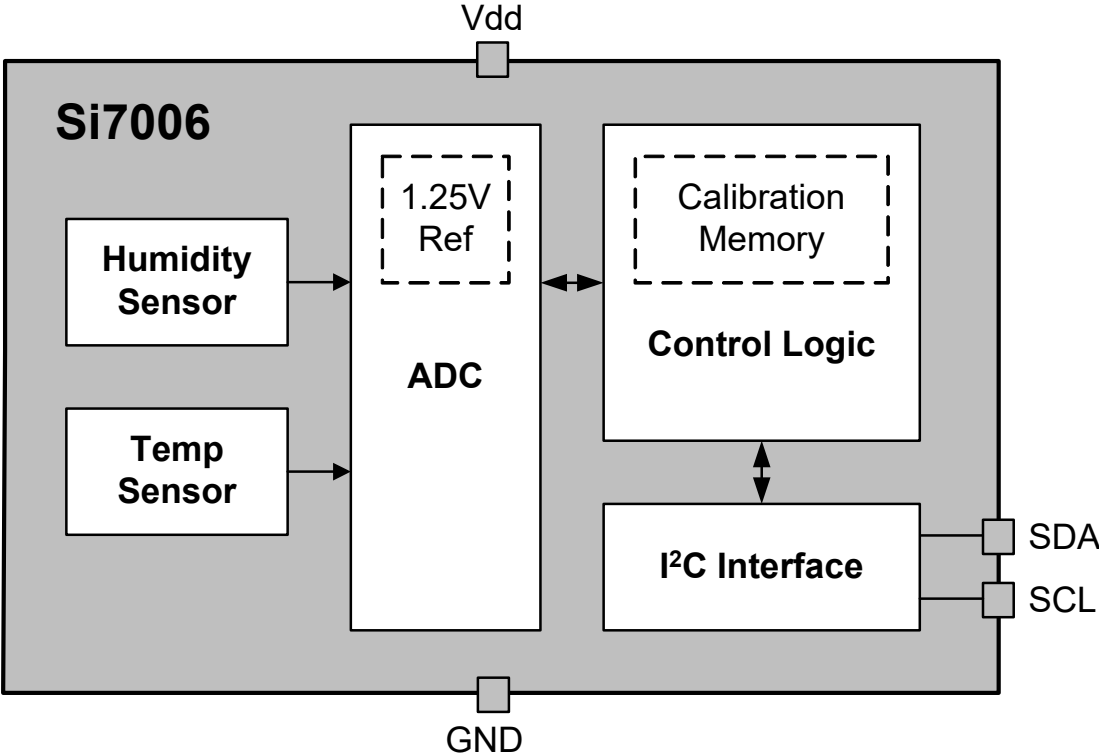 Vdd
Si7006
1.25V
Ref
Calibration
Memory
Humidity
Sensor
Control Logic
ADC
Temp
Sensor
I²C Interface
SDA
SCL
GND